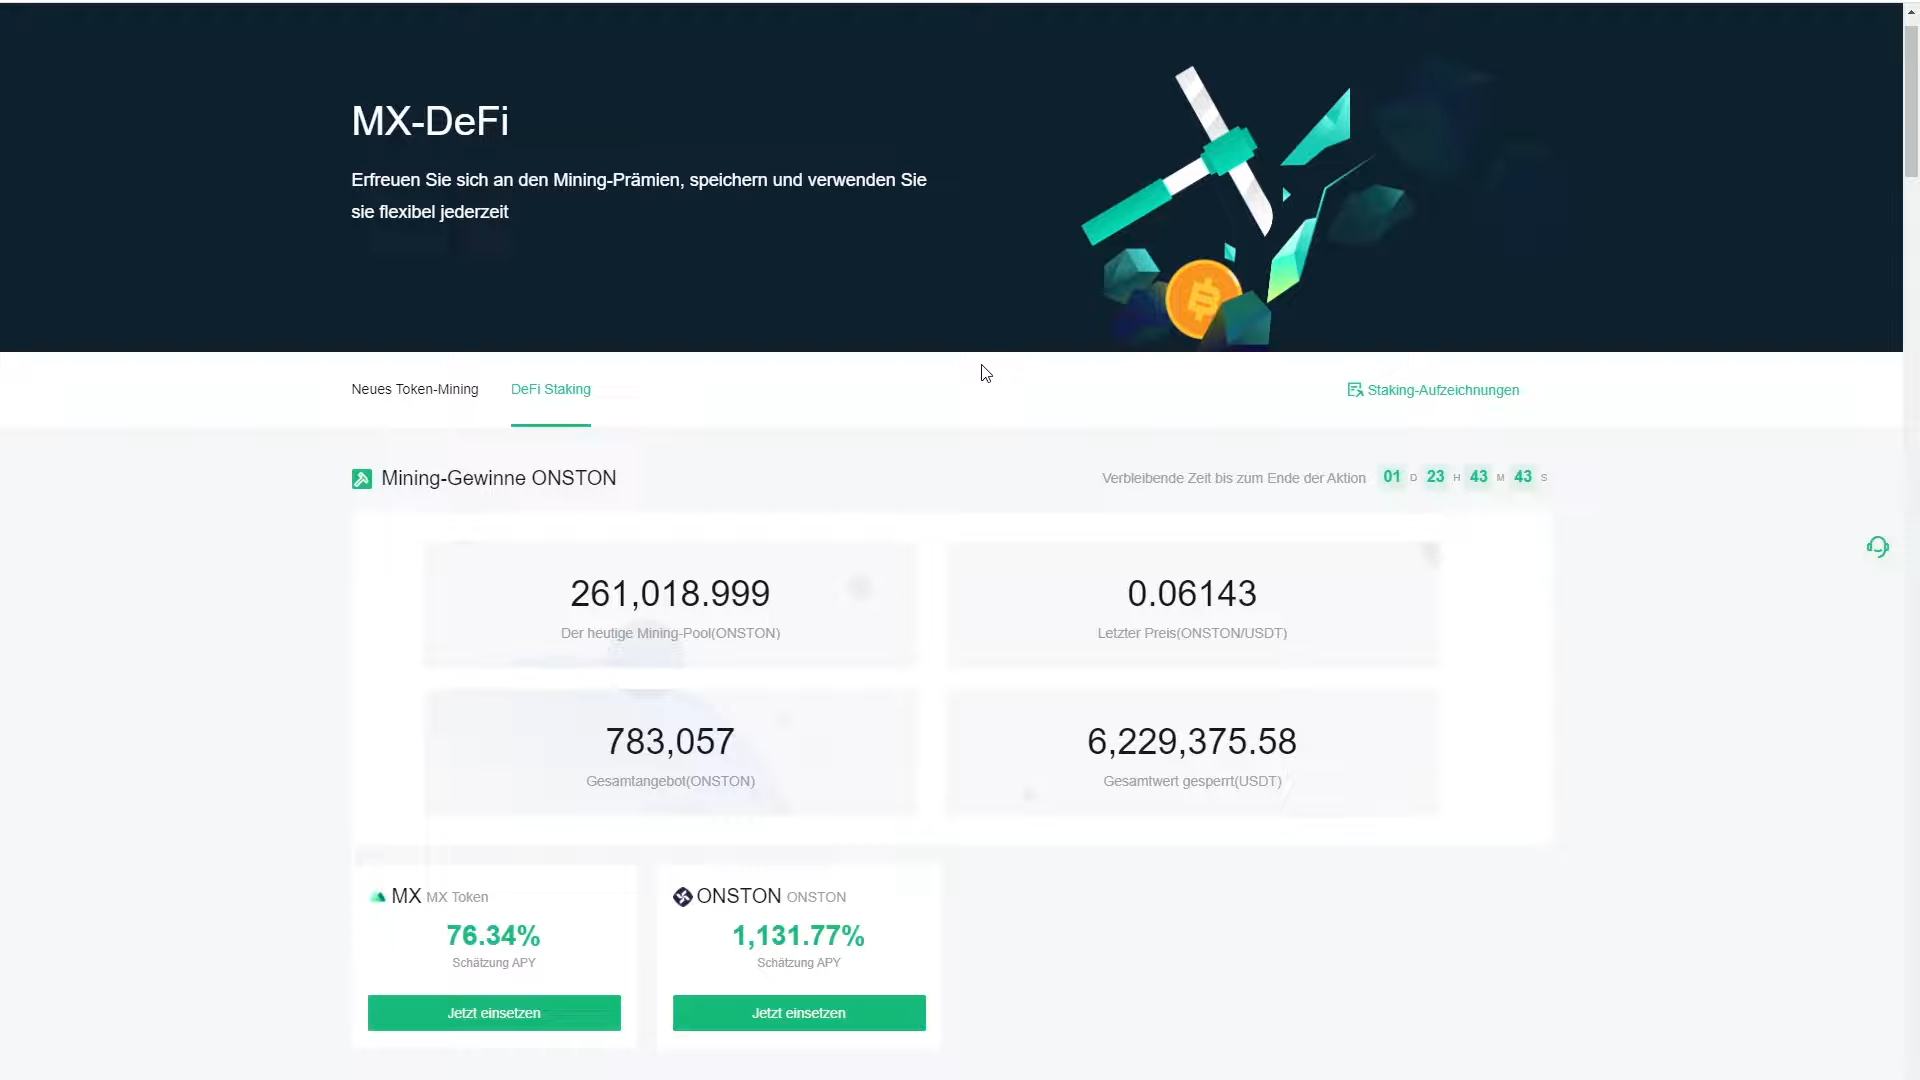 MX-DeFi
Erfreuen Sie sich an den Mining-Prämien, speichern und verwenden Sie
sie flexibel jederzeit
Neues Token-Mining
DeFi Staking
Staking-Aufzeichnungen
Mining-Gewinne ONSTON
Verbleibende Zeit bis zum Ende der Aktion 01 D 23 H 43 M 43 S
261,018.999
Der heutige Mining-Pool(ONSTON)
0.06143
Letzter Preis(ONSTON/USDT)
783,057
Gesamtangebot(ONSTON)
6,229,375.58
Gesamtwert gesperrt(USDT)
MX MX Token
76.34%
Schätzung APY
Jetzt einsetzen
ONSTON ONSTON
1,131.77%
Schätzung APY
Jetzt einsetzen